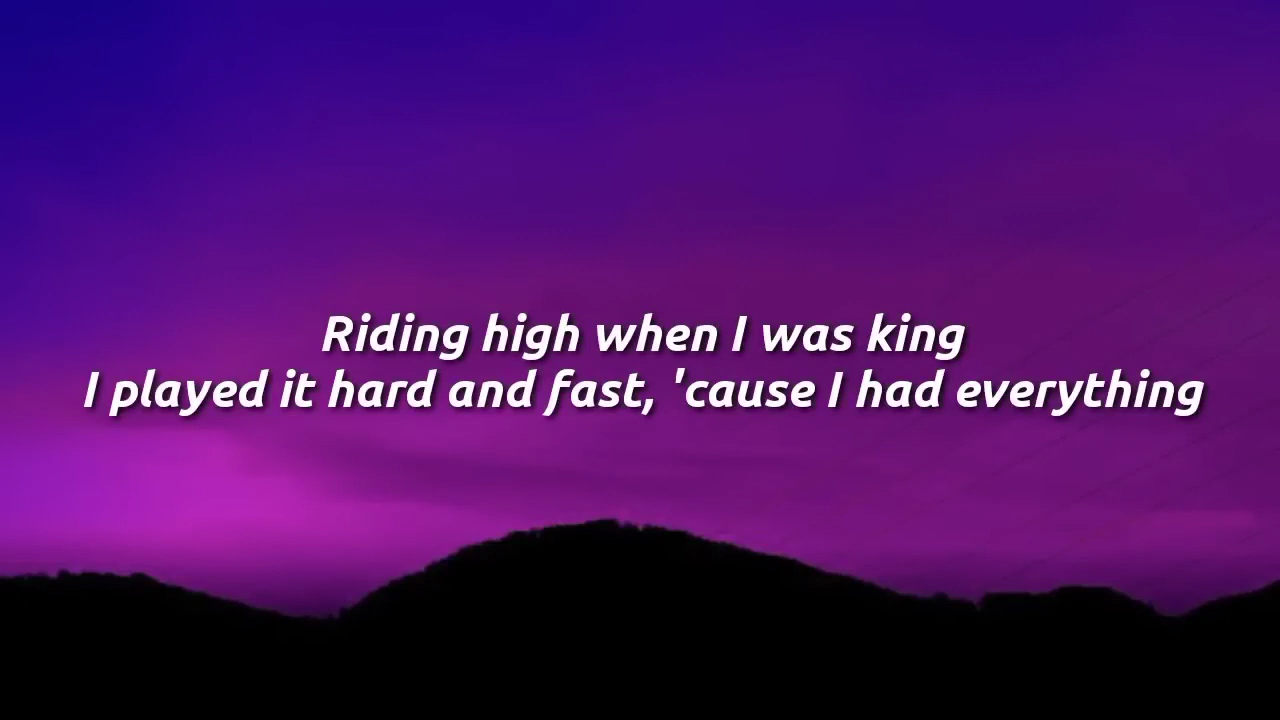 Riding high when I was king
I played it hard and fast, 'cause I had everything